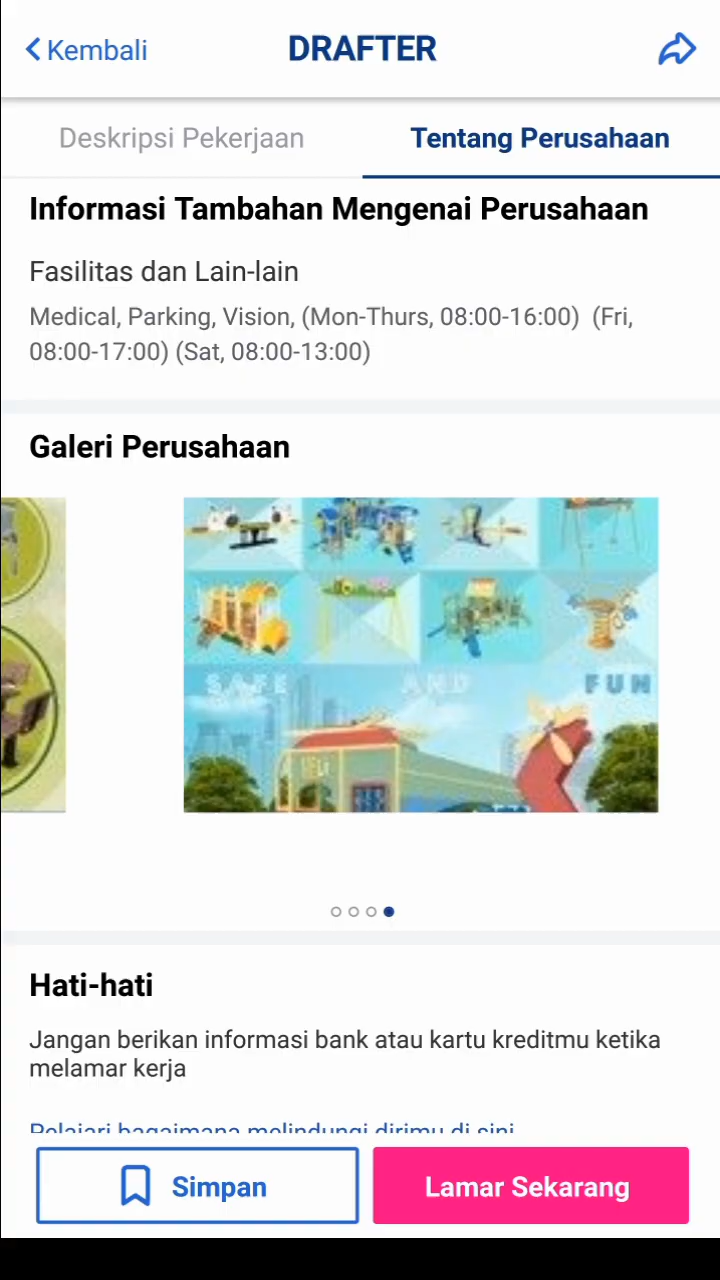 Kembali
DRAFTER
Deskripsi Pekerjaan
Tentang Perusahaan
Informasi Tambahan Mengenai Perusahaan
Fasilitas dan Lain-lain
Medical, Parking, Vision, (Mon-Thurs, 08:00-16:00) (Fri,
08:00-17:00) (Sat, 08:00-13:00)
Galeri Perusahaan
SAFE AND FUN
Hati-hati
Jangan berikan informasi bank atau kartu kreditmu ketika
melamar kerja
Pelajari bagaimana melindungi dirimu di sini
Simpan
Lamar Sekarang